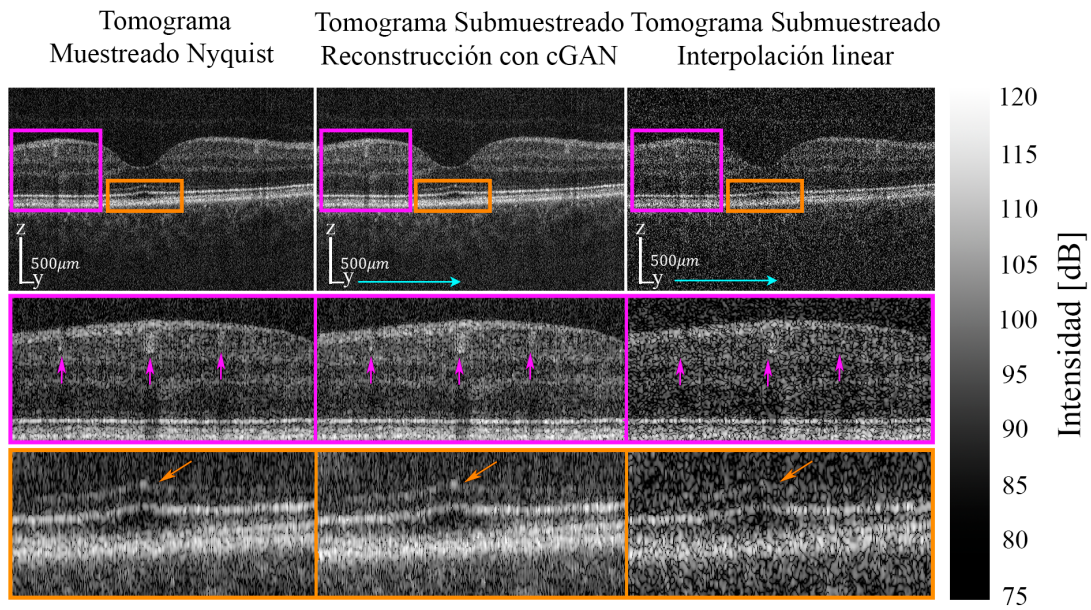 Tomograma
Muestreado Nyquist
Tomograma Submuestreado
Reconstrucción con cGAN
Tomograma Submuestreado
Interpolación linear
z
500μm
y
z
500μm
y
z
500μm
y
120
115
110
105
100
95
90
85
80
75
Intensidad [dB]